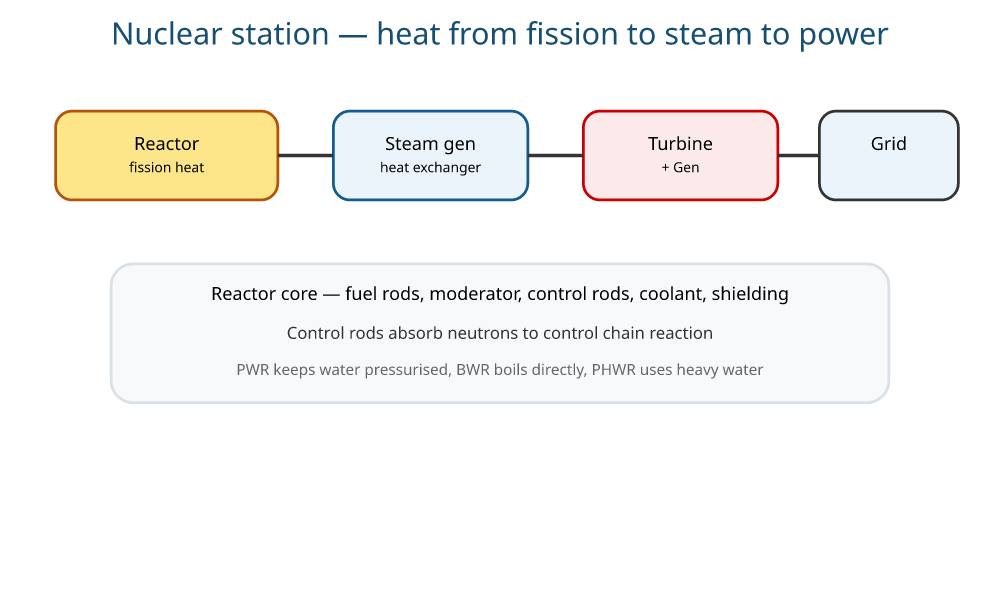 Nuclear station — heat from fission to steam to power
Reactor
fission heat
Steam gen
heat exchanger
Turbine
+ Gen
Grid
Reactor core — fuel rods, moderator, control rods, coolant, shielding
Control rods absorb neutrons to control chain reaction
PWR keeps water pressurised, BWR boils directly, PHWR uses heavy water